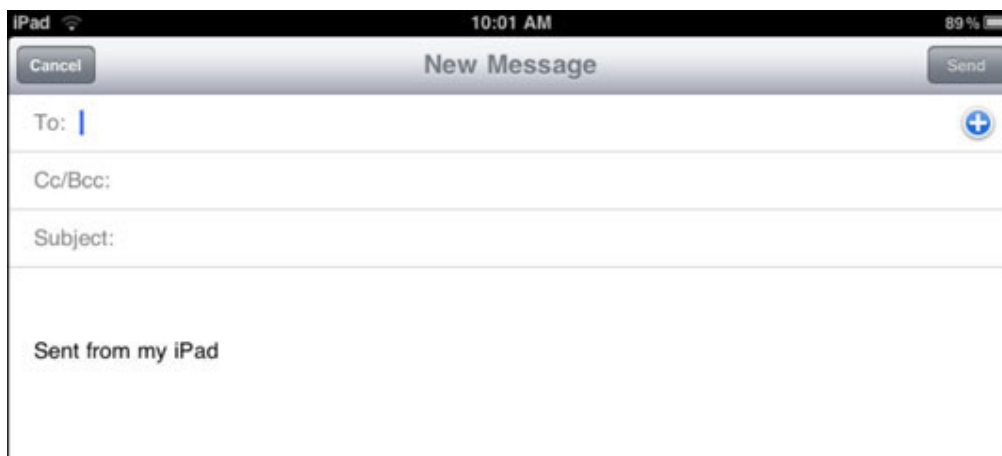 iPad 10:01 AM 89%
Cancel New Message Send
To:
Cc/Bcc:
Subject:
Sent from my iPad